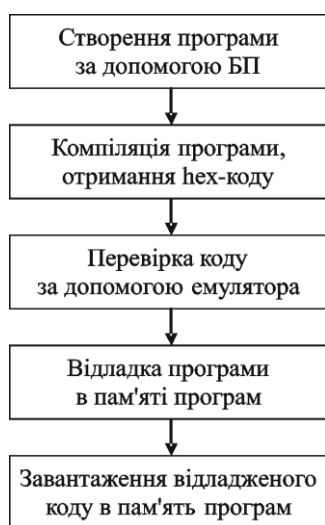 Створення програми
за допомогою БП
Компіляція програми,
отримання hex-коду
Перевірка коду
за допомогою емулятора
Відладка програми
в пам'яті програм
Завантаження відладженого
коду в пам'ять програм